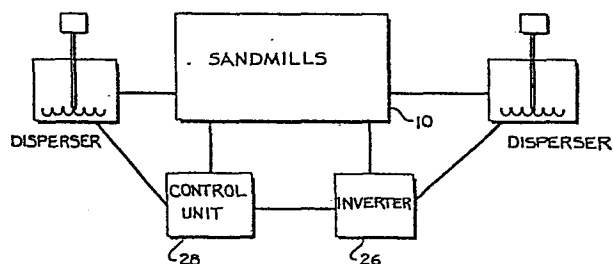 SANDMILLS
10
DISPERSER
DISPERSER
CONTROL
UNIT
INVERTER
28
26